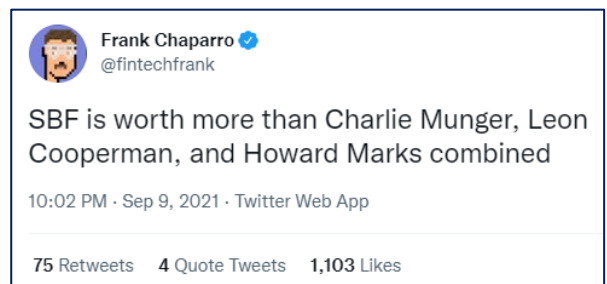 Frank Chaparro
@fintechfrank
SBF is worth more than Charlie Munger, Leon
Cooperman, and Howard Marks combined
10:02 PM · Sep 9, 2021 · Twitter Web App
75 Retweets 4 Quote Tweets 1,103 Likes